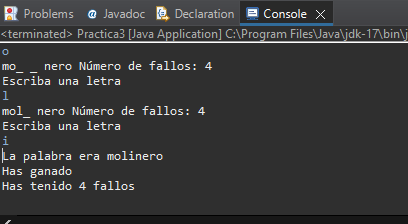 Problems Javadoc Declaration Console
<terminated> Practica3 [Java Application] C:\Program Files\Java\jdk-17\bin\j
o
mo_ _ nero Número de fallos: 4
Escriba una letra
l
mol_ nero Número de fallos: 4
Escriba una letra
i
La palabra era molinero
Has ganado
Has tenido 4 fallos